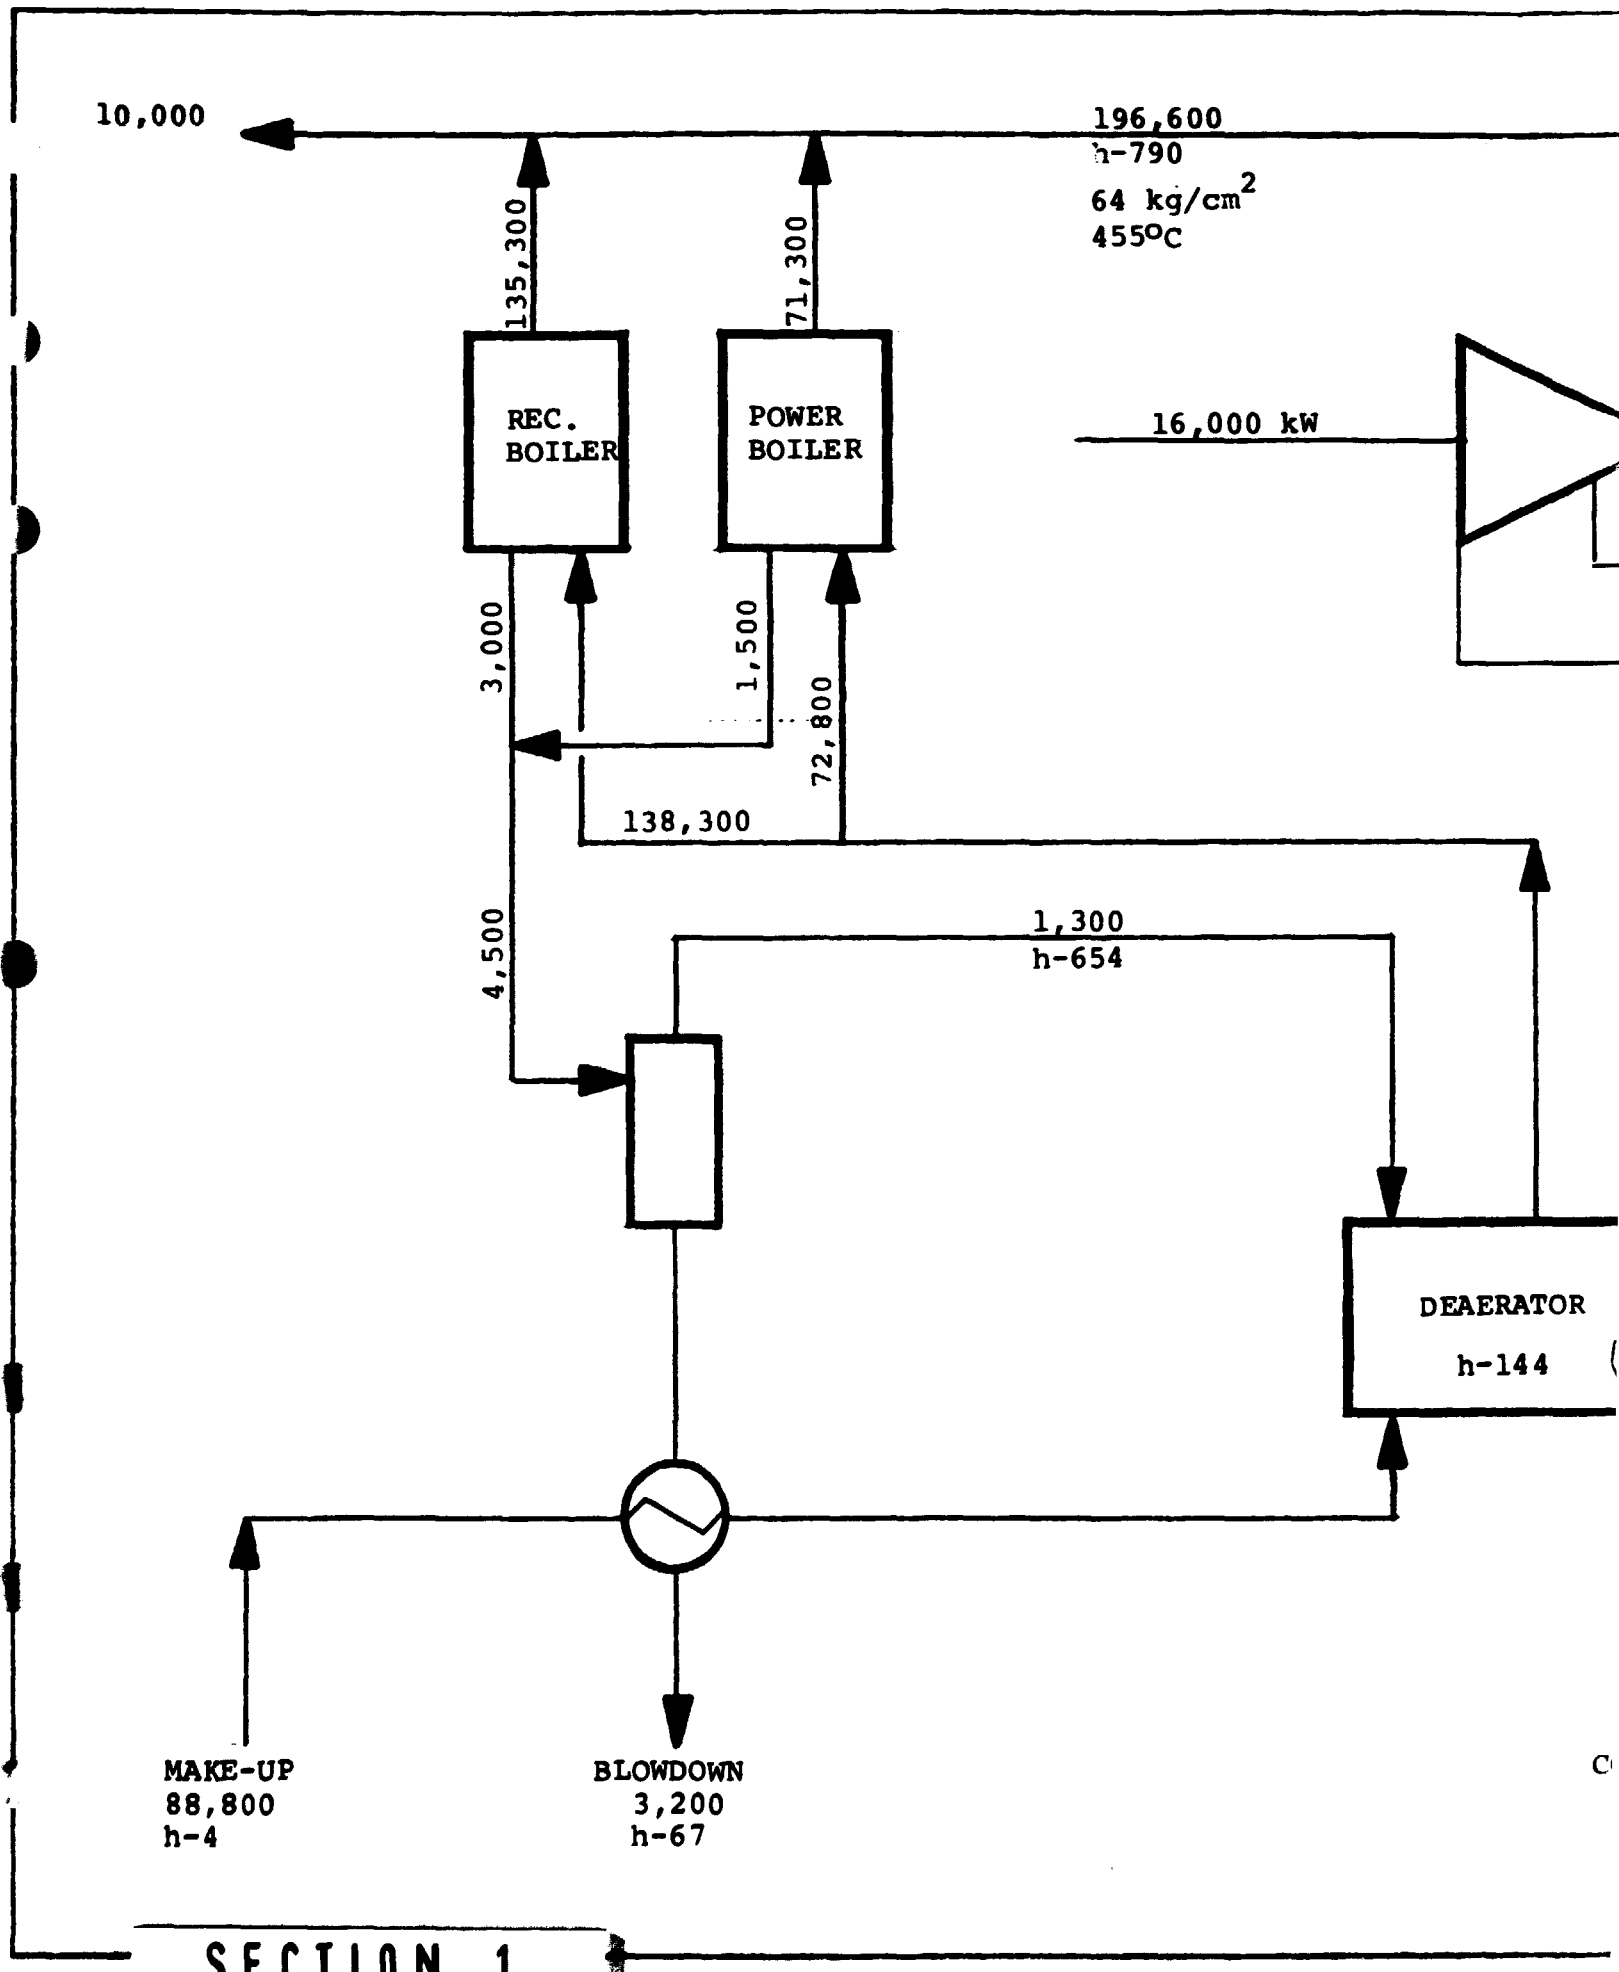 10,000
196,600
h-790
64 kg/cm2
455°C
135,300
71,300
REC.
BOILER
POWER
BOILER
16,000 kW
3,000
1,500
72,800
138,300
4,500
1,300
h-654
DEAERATOR
h-144
MAKE-UP
88,800
h-4
BLOWDOWN
3,200
h-67
SECTION 1